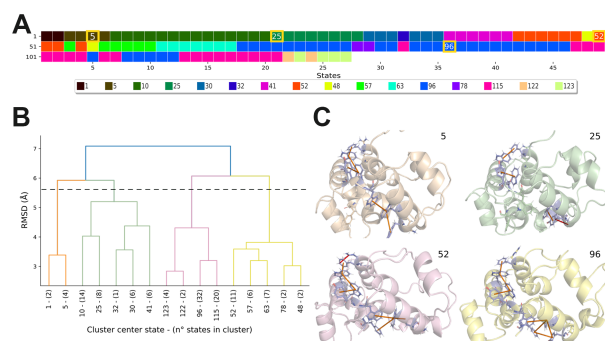 A
1
51
101
5
25
52
96
5
15
25
35
45
States
1
5
10
25
30
32
41
52
48
57
63
96
78
115
122
123
B
C
RMSD (Å)
7
6
5
4
3
1 - (2)
5 - (4)
10 - (14)
25 - (8)
32 - (1)
30 - (6)
41 - (6)
123 - (4)
122 - (2)
96 - (32)
115 - (20)
52 - (11)
57 - (6)
63 - (7)
78 - (2)
48 - (2)
Cluster center state - (n° states in cluster)
5
25
52
96